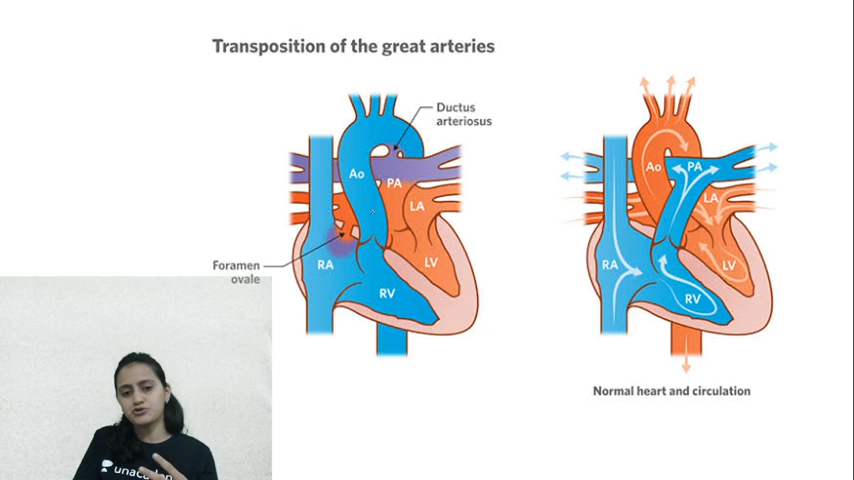 Transposition of the great arteries
Ductus
arteriosus
Ao
PA
LA
Foramen
ovale
RA
LV
RV
Ao
PA
LA
RA
LV
RV
Normal heart and circulation